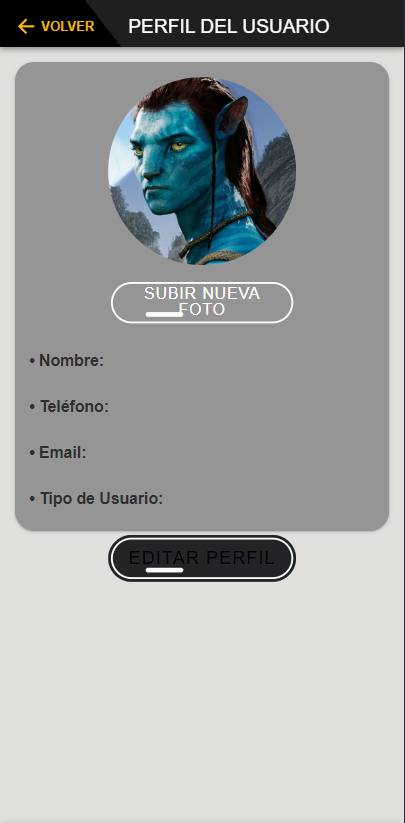 VOLVER
PERFIL DEL USUARIO
SUBIR NUEVA
FOTO
• Nombre:
• Teléfono:
• Email:
• Tipo de Usuario:
EDITAR PERFIL